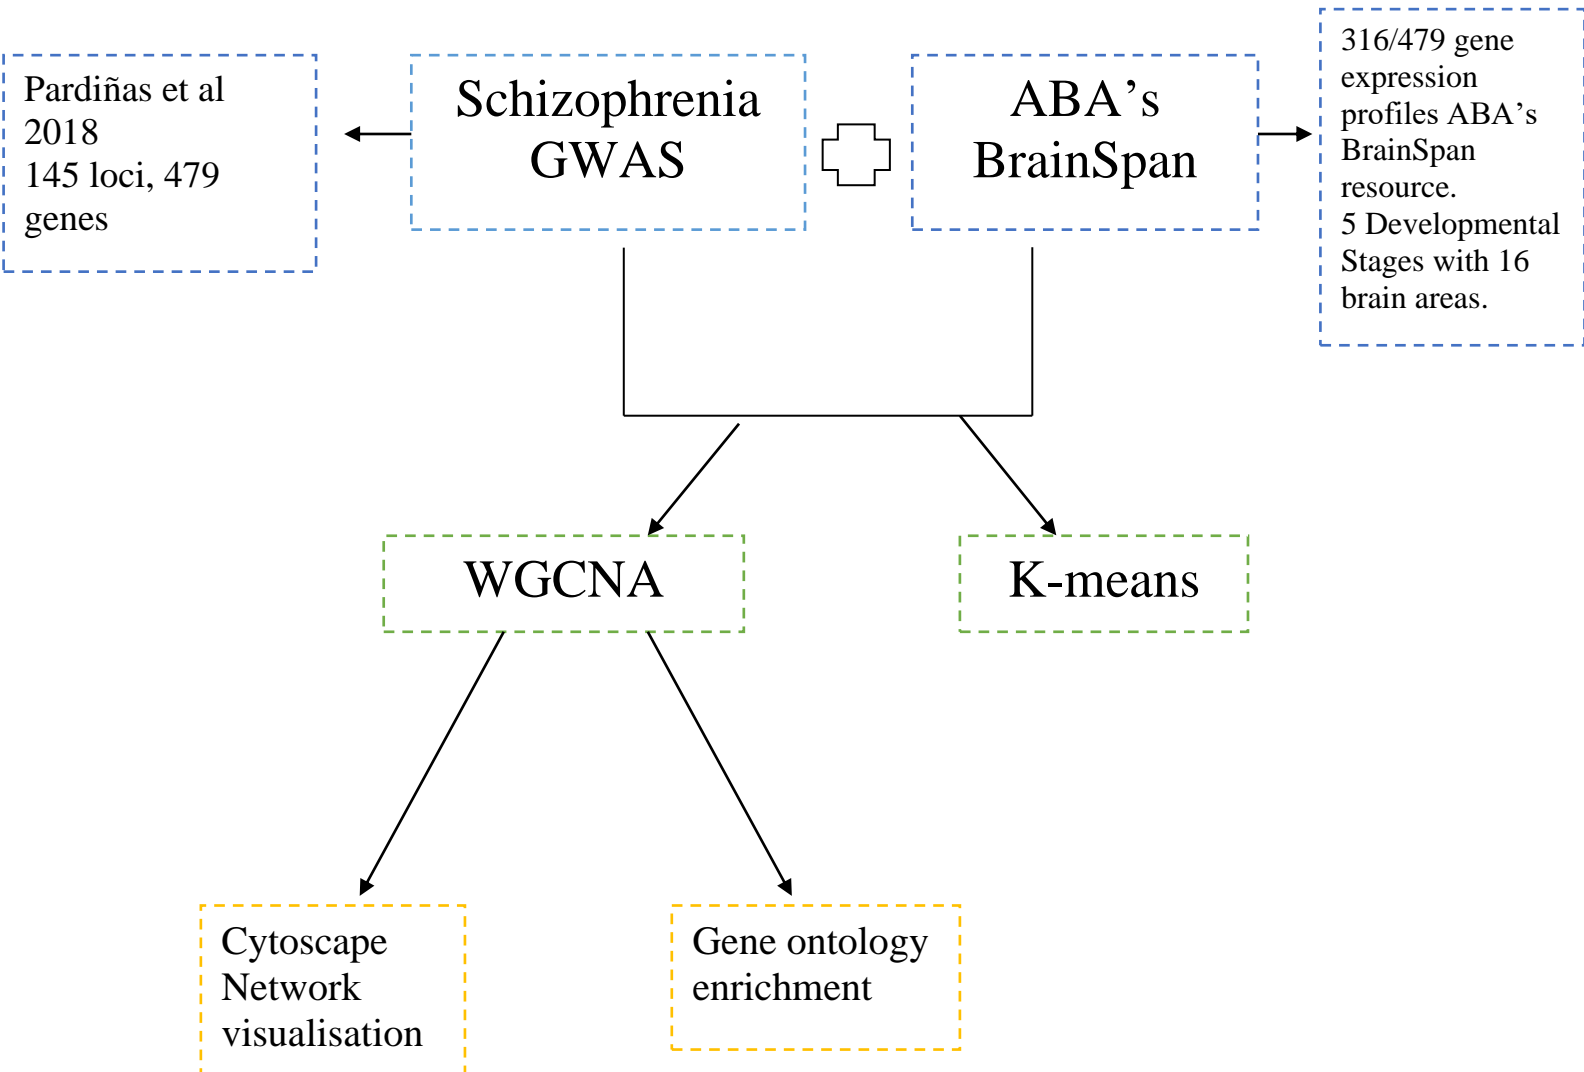 Pardiñas et al
2018
145 loci, 479
genes
Schizophrenia
GWAS
ABA’s
BrainSpan
316/479 gene
expression
profiles ABA’s
BrainSpan
resource.
5 Developmental
Stages with 16
brain areas.
WGCNA
K-means
Cytoscape
Network
visualisation
Gene ontology
enrichment